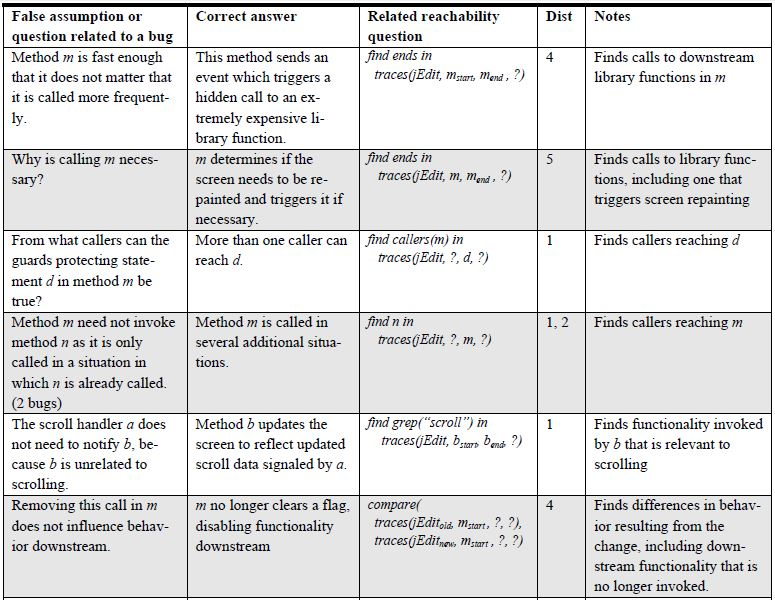 False assumption or
question related to a bug
Correct answer
Related reachability
question
Dist
Notes
Method m is fast enough
that it does not matter that
it is called more frequent-
ly.
This method sends an
event which triggers a
hidden call to an ex-
tremely expensive li-
brary function.
find ends in
traces(jEdit, mstart, mend , ?)
4
Finds calls to downstream
library functions in m
Why is calling m neces-
sary?
m determines if the
screen needs to be re-
painted and triggers it if
necessary.
find ends in
traces(jEdit, m, mend , ?)
5
Finds calls to library func-
tions, including one that
triggers screen repainting
From what callers can the
guards protecting state-
ment d in method m be
true?
More than one caller can
reach d.
find callers(m) in
traces(jEdit, ?, d, ?)
1
Finds callers reaching d
Method m need not invoke
method n as it is only
called in a situation in
which n is already called.
(2 bugs)
Method m is called in
several additional situa-
tions.
find n in
traces(jEdit, ?, m, ?)
1, 2
Finds callers reaching m
The scroll handler a does
not need to notify b, be-
cause b is unrelated to
scrolling.
Method b updates the
screen to reflect updated
scroll data signaled by a.
find grep(“scroll”) in
traces(jEdit, bstart, bend, ?)
1
Finds functionality invoked
by b that is relevant to
scrolling
Removing this call in m
does not influence behav-
ior downstream.
m no longer clears a flag,
disabling functionality
downstream
compare(
traces(jEditold, mstart , ?, ?),
traces(jEditnew, mstart , ?, ?)
4
Finds differences in behav-
ior resulting from the
change, including down-
stream functionality that is
no longer invoked.